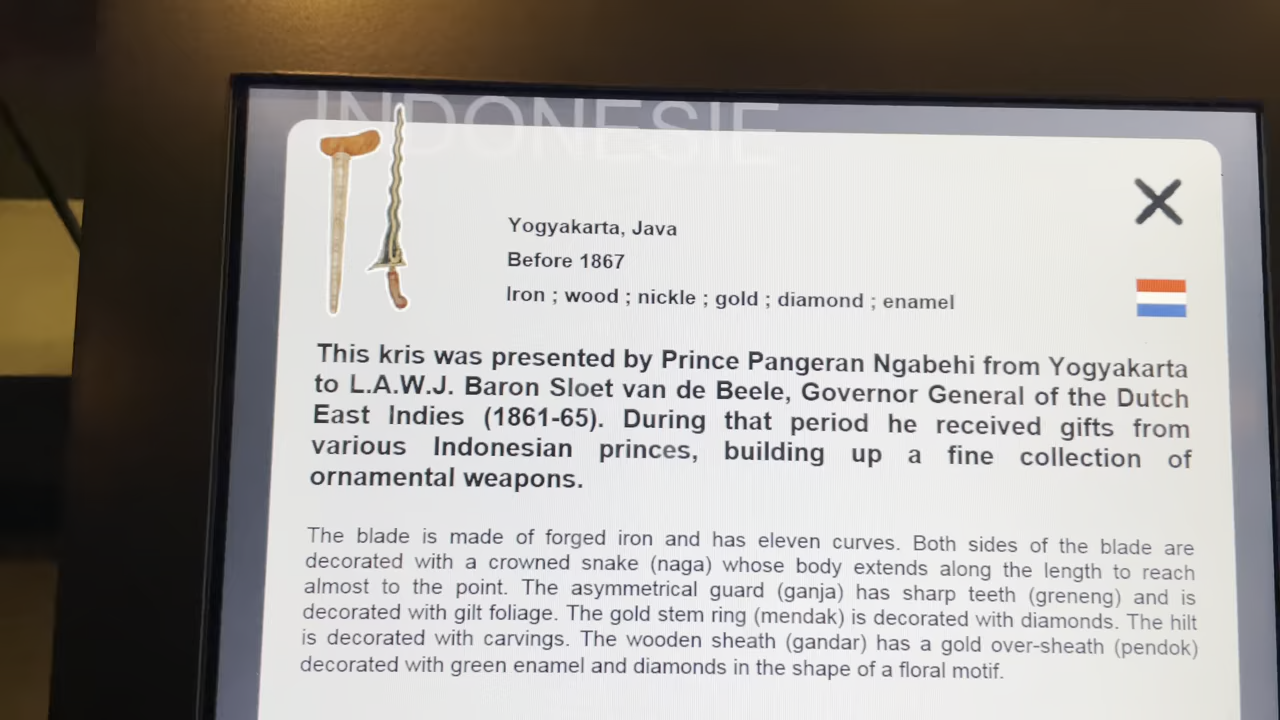 INDONESIE
Yogyakarta, Java
Before 1867
Iron ; wood ; nickle ; gold ; diamond ; enamel
This kris was presented by Prince Pangeran Ngabehi from Yogyakarta
to L.A.W.J. Baron Sloet van de Beele, Governor General of the Dutch
East Indies (1861-65). During that period he received gifts from
various Indonesian princes, building up a fine collection of
ornamental weapons.
The blade is made of forged iron and has eleven curves. Both sides of the blade are
decorated with a crowned snake (naga) whose body extends along the length to reach
almost to the point. The asymmetrical guard (ganja) has sharp teeth (greneng) and is
decorated with gilt foliage. The gold stem ring (mendak) is decorated with diamonds. The hilt
is decorated with carvings. The wooden sheath (gandar) has a gold over-sheath (pendok)
decorated with green enamel and diamonds in the shape of a floral motif.